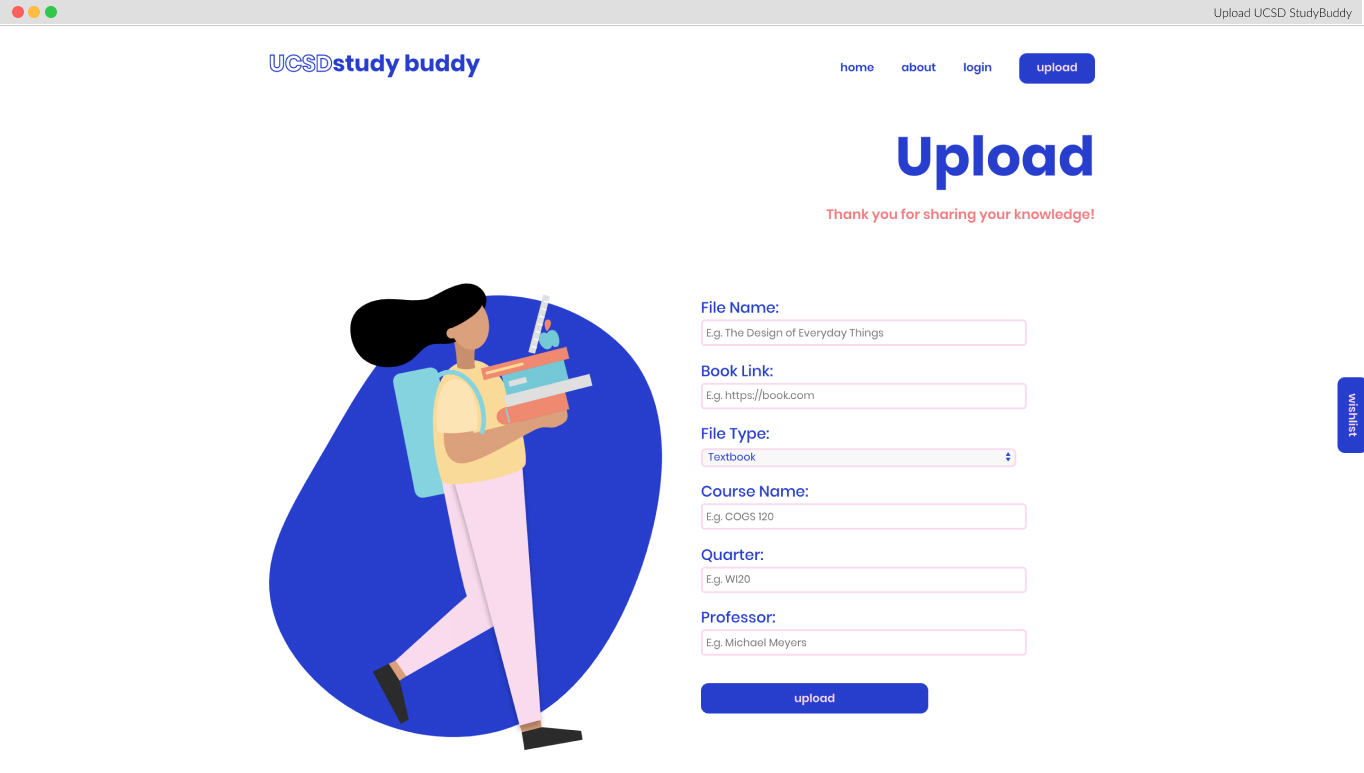 Upload UCSD StudyBuddy
UCSDstudy buddy
home about login upload
Upload
Thank you for sharing your knowledge!
File Name:
E.g. The Design of Everyday Things
Book Link:
E.g. https://book.com
File Type:
Textbook
wishlist
Course Name:
E.g. COGS 120
Quarter:
E.g. WI20
Professor:
E.g. Michael Meyers
upload